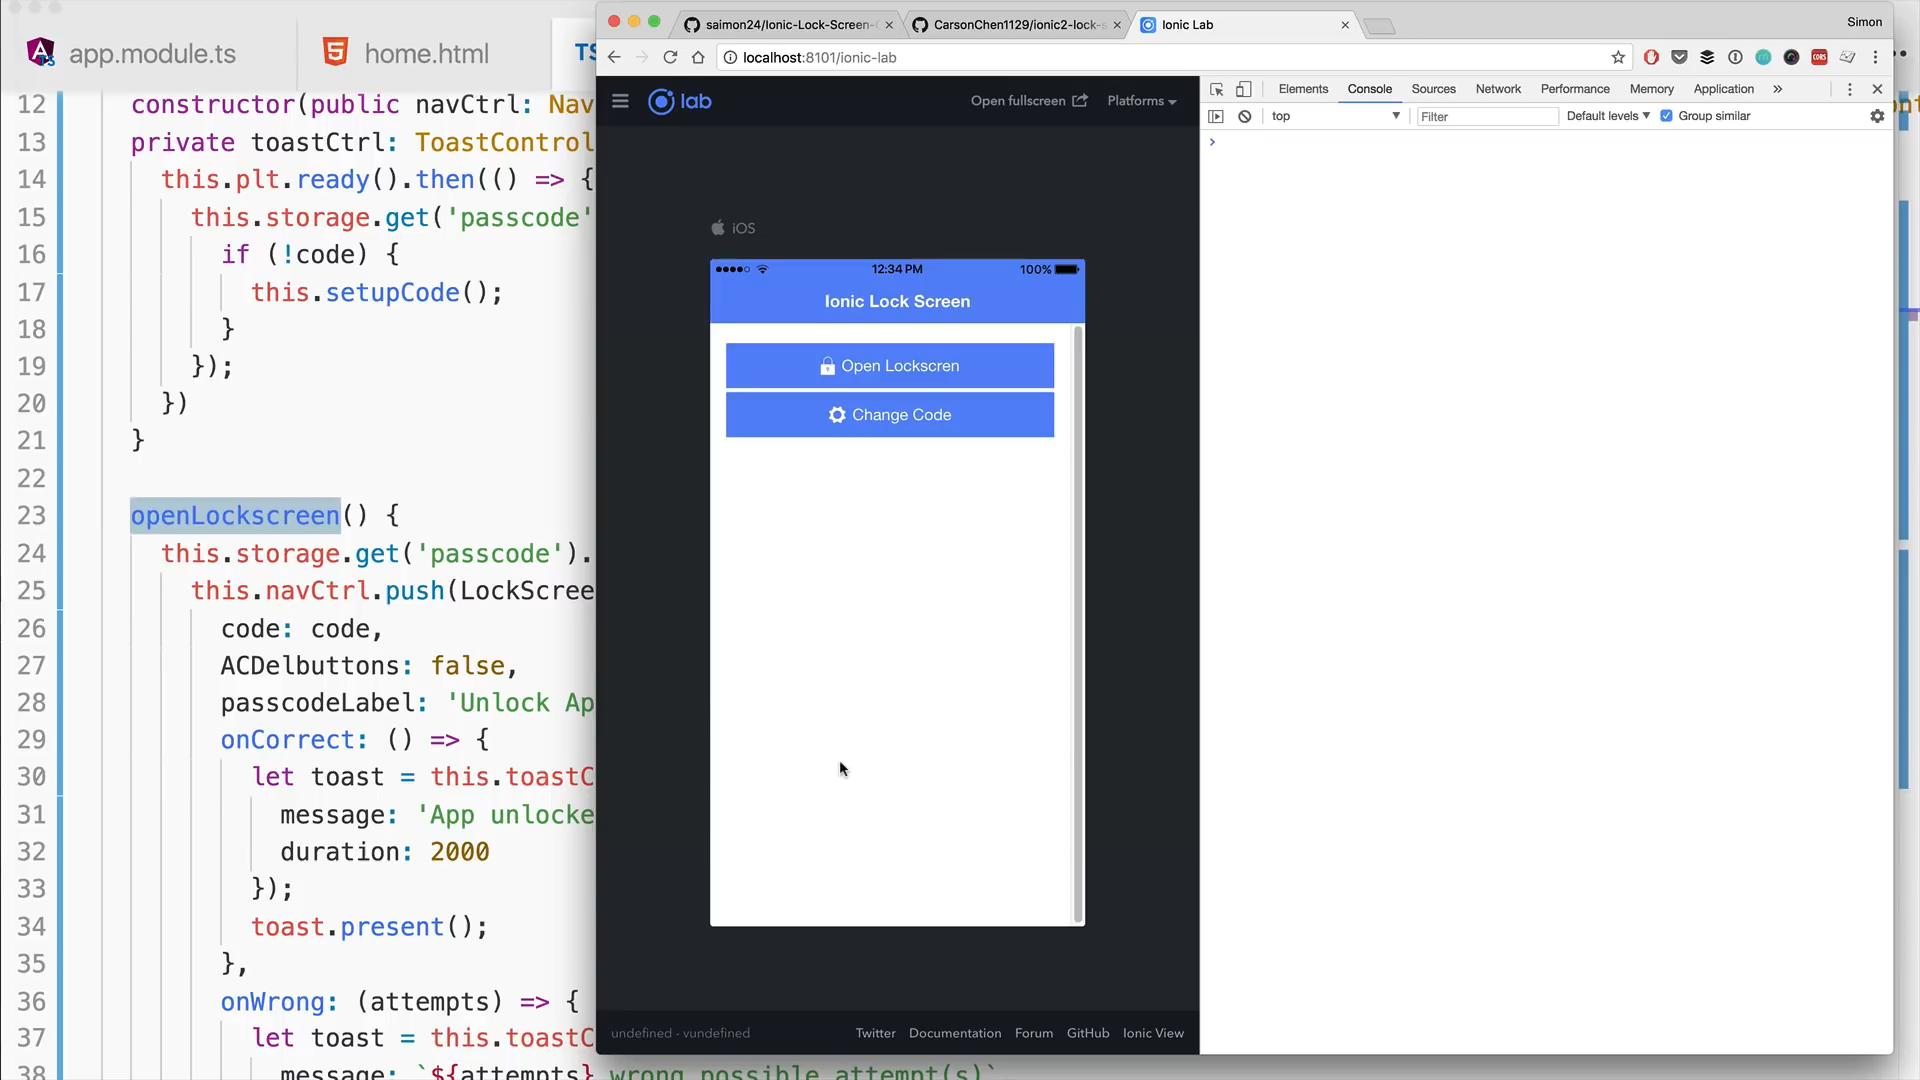 app.module.ts
home.html
TS
12 constructor(public navCtrl: Nav
13 private toastCtrl: ToastControl
14 this.plt.ready().then(() => {
15 this.storage.get('passcode'
16 if (!code) {
17 this.setupCode();
18 }
19 });
20 })
21 }
22
23 openLockscreen() {
24 this.storage.get('passcode').
25 this.navCtrl.push(LockScree
26 code: code,
27 ACDelbuttons: false,
28 passcodeLabel: 'Unlock Ap
29 onCorrect: () => {
30 let toast = this.toastC
31 message: 'App unlocke
32 duration: 2000
33 });
34 toast.present();
35 },
36 onWrong: (attempts) => {
37 let toast = this.toastC
38 message: `${attempts} wrong possible attempt(s)`
saimon24/Ionic-Lock-Screen-
CarsonChen1129/ionic2-lock-s
Ionic Lab
Simon
localhost:8101/ionic-lab
CORS
lab
Open fullscreen
Platforms
iOS
12:34 PM
100%
Ionic Lock Screen
Open Lockscren
Change Code
undefined - vundefined
Twitter Documentation Forum GitHub Ionic View
Elements Console Sources Network Performance Memory Application »
top
Filter
Default levels
Group similar